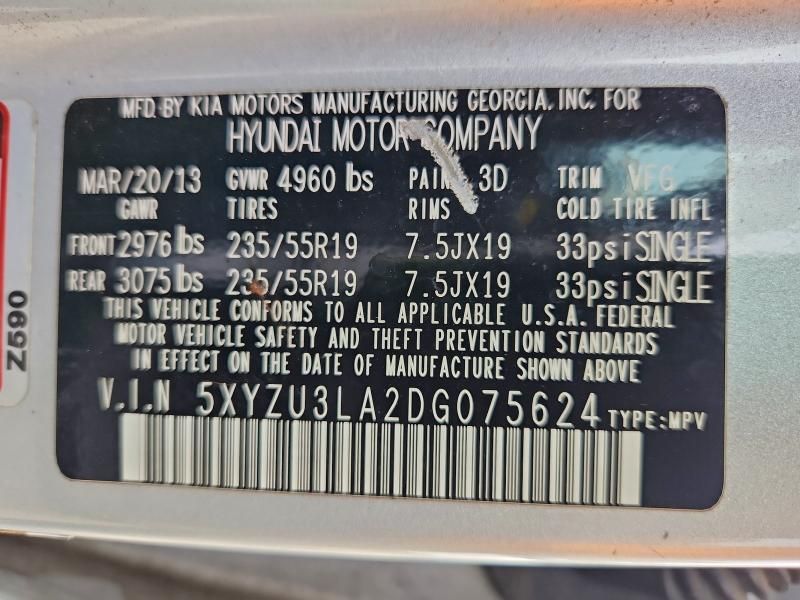 MFD. BY KIA MOTORS MANUFACTURING GEORGIA, INC. FOR
HYUNDAI MOTOR COMPANY
MAR/20/13 GVWR 4960 lbs PAINT 3D TRIM VFG
GAWR TIRES RIMS COLD TIRE INFL
FRONT 2976 lbs 235/55R19 7.5JX19 33psi SINGLE
REAR 3075 lbs 235/55R19 7.5JX19 33psi SINGLE
THIS VEHICLE CONFORMS TO ALL APPLICABLE U.S.A. FEDERAL
MOTOR VEHICLE SAFETY AND THEFT PREVENTION STANDARDS
IN EFFECT ON THE DATE OF MANUFACTURE SHOWN ABOVE
V.I.N 5XYZU3LA2DG075624 TYPE:MPV
Z590